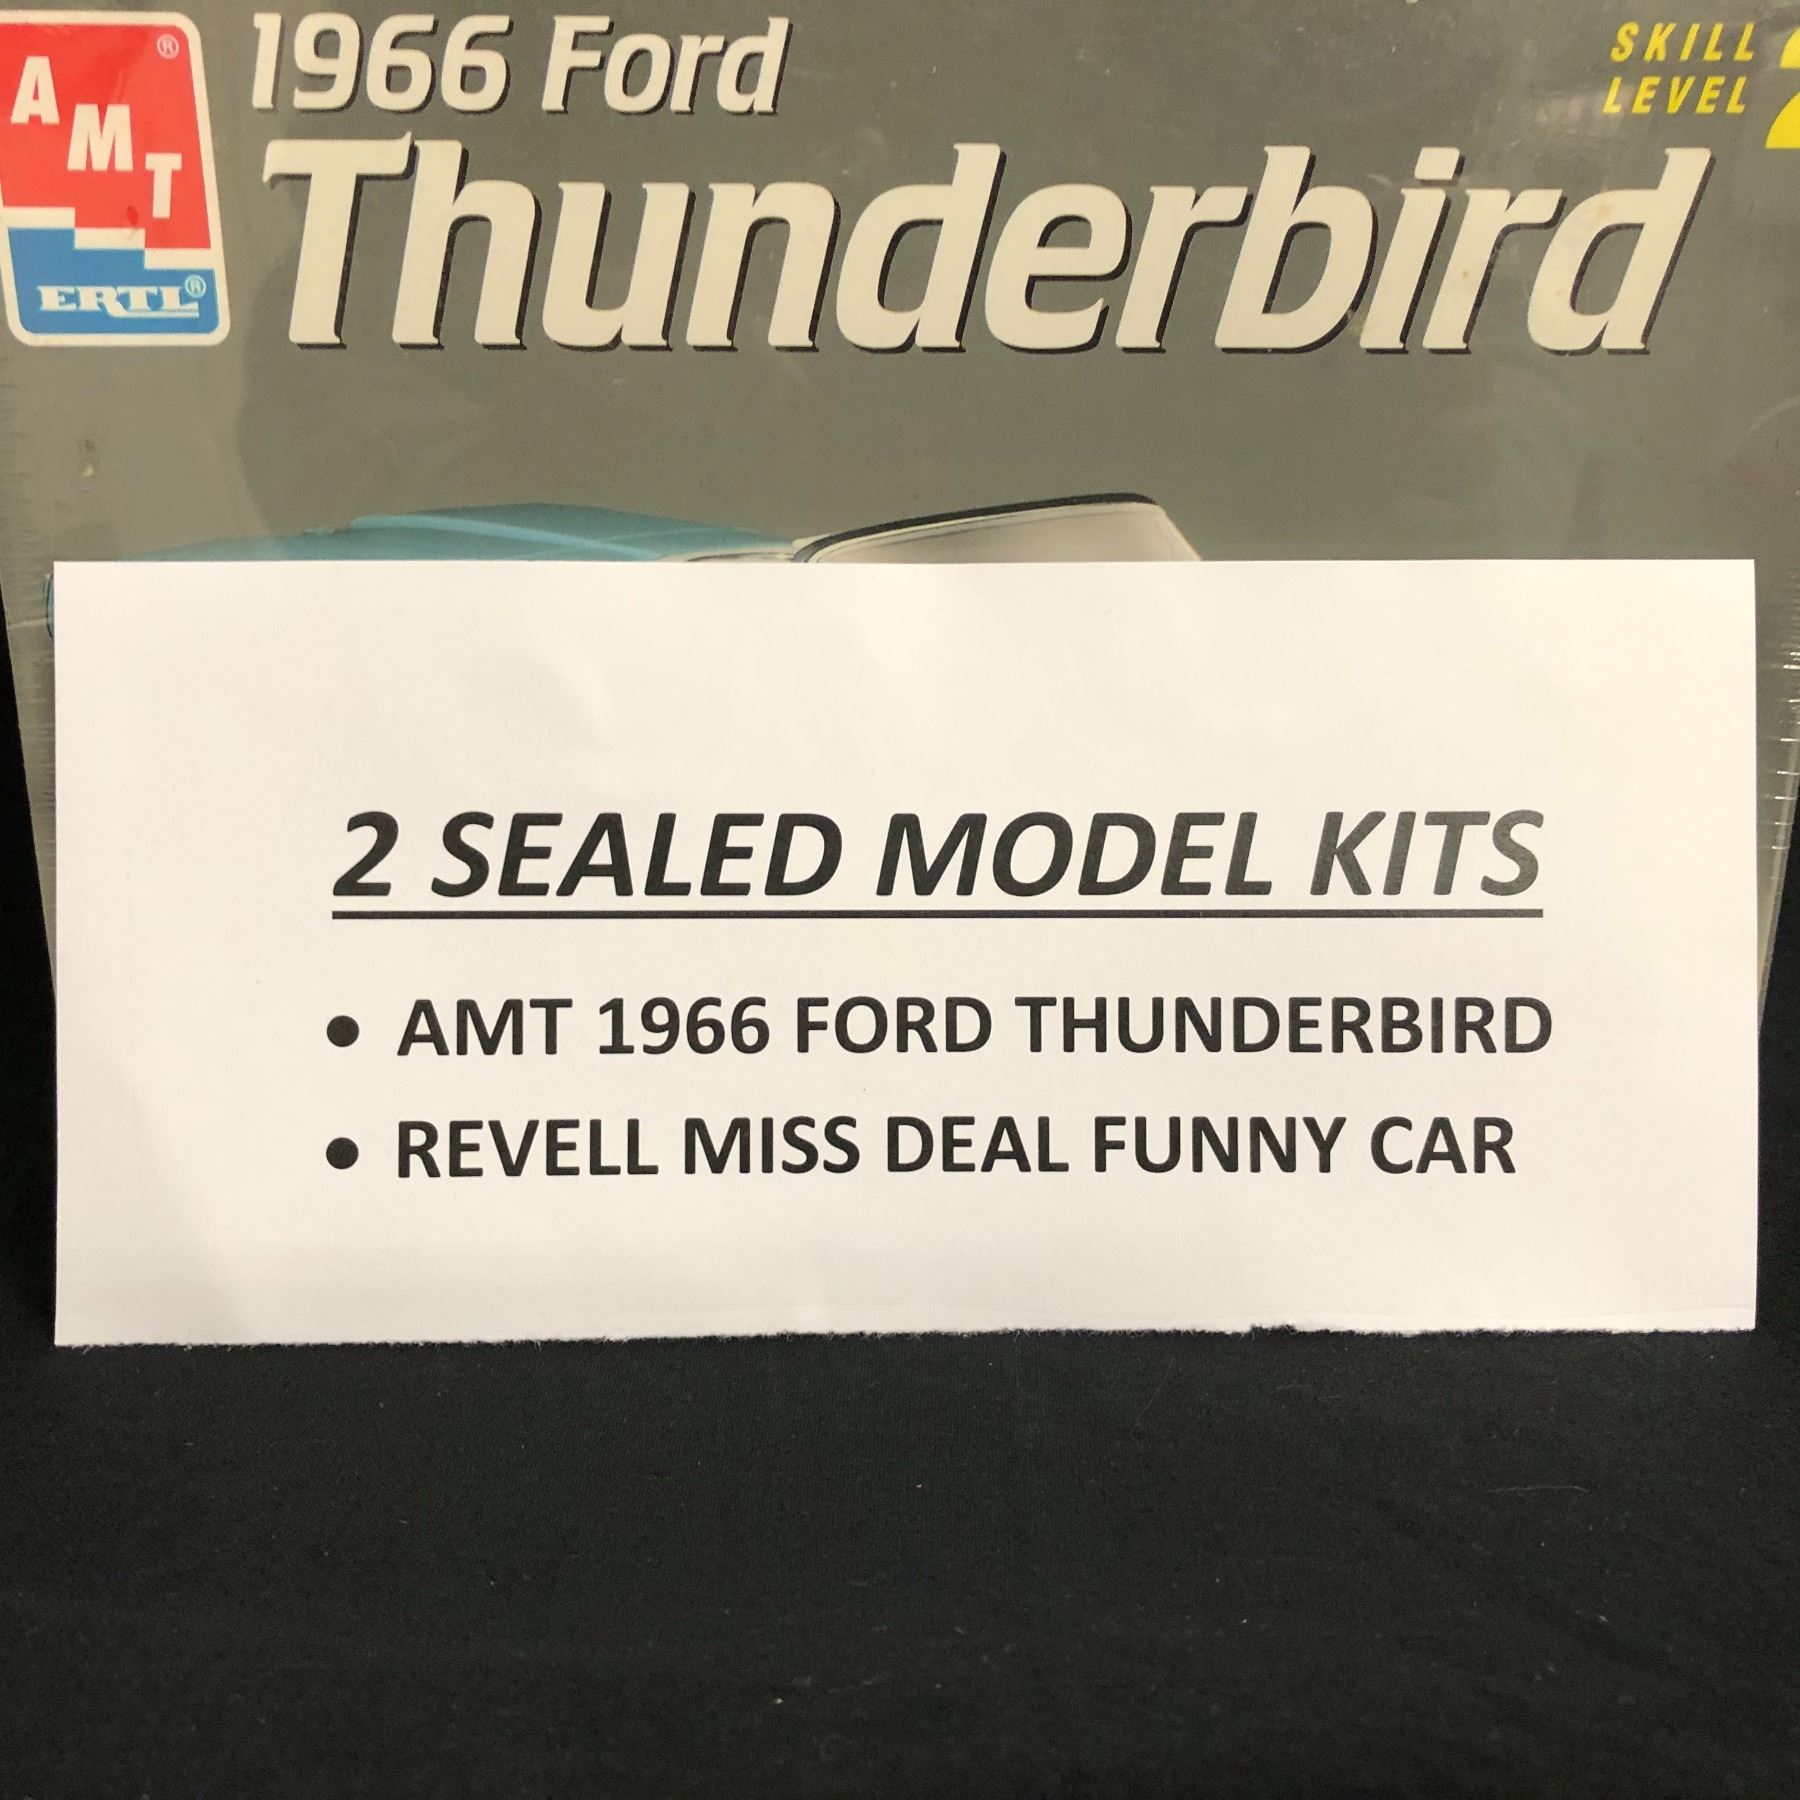 AMT ®
ERTL®
1966 Ford
Thunderbird
SKILL
LEVEL 2
2 SEALED MODEL KITS
• AMT 1966 FORD THUNDERBIRD
• REVELL MISS DEAL FUNNY CAR